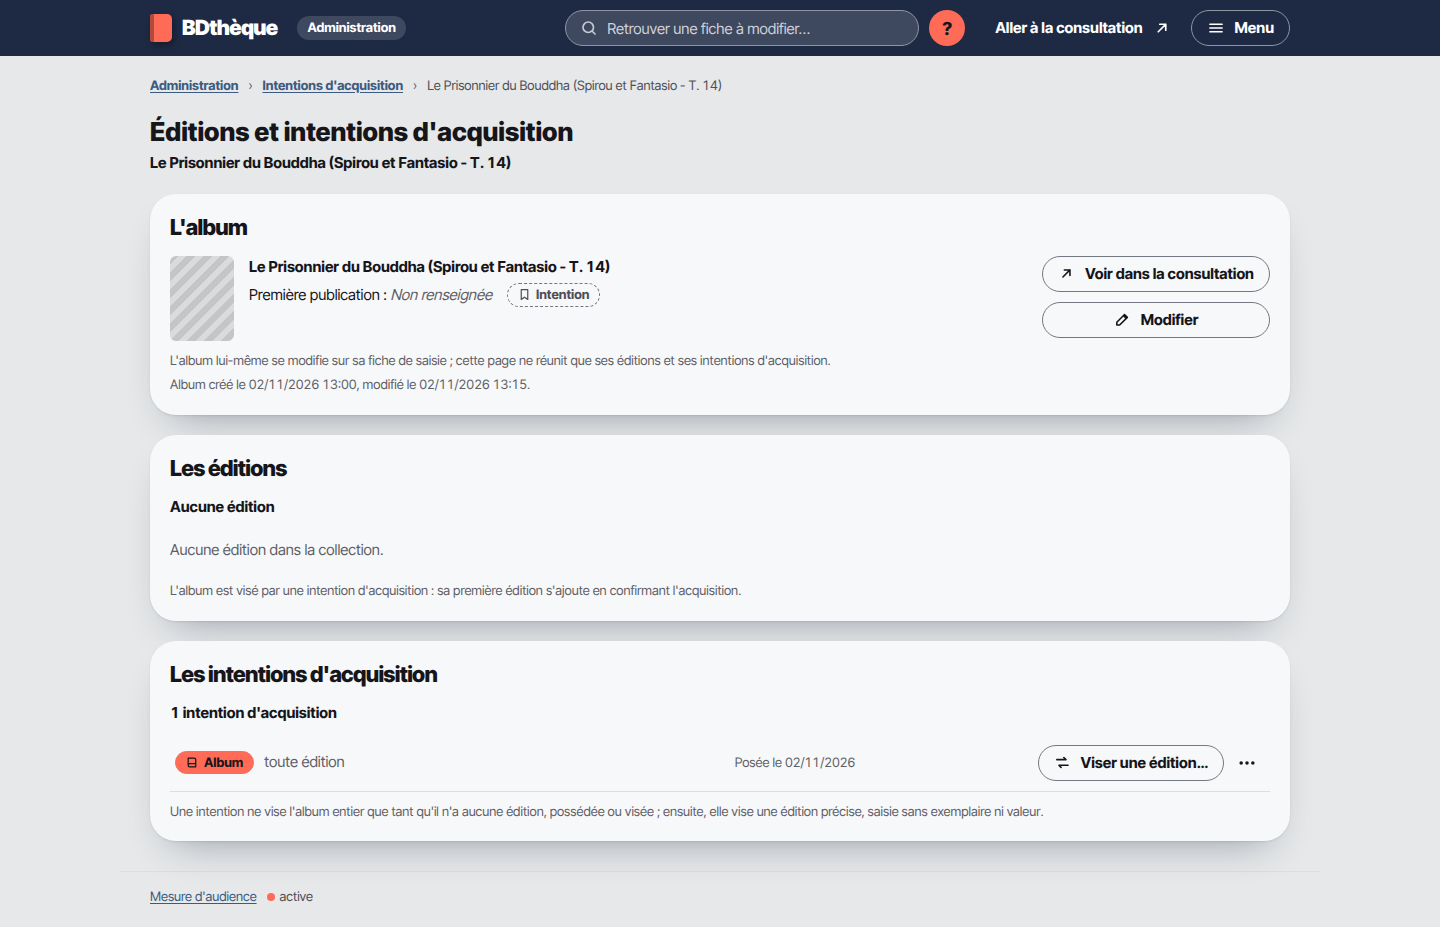 BDthèque
Administration
Retrouver une fiche à modifier...
?
Aller à la consultation
Menu
Administration › Intentions d'acquisition › Le Prisonnier du Bouddha (Spirou et Fantasio - T. 14)
Éditions et intentions d'acquisition
Le Prisonnier du Bouddha (Spirou et Fantasio - T. 14)
L'album
Le Prisonnier du Bouddha (Spirou et Fantasio - T. 14)
Première publication : Non renseignée
Intention
Voir dans la consultation
Modifier
L'album lui-même se modifie sur sa fiche de saisie ; cette page ne réunit que ses éditions et ses intentions d'acquisition.
Album créé le 02/11/2026 13:00, modifié le 02/11/2026 13:15.
Les éditions
Aucune édition
Aucune édition dans la collection.
L'album est visé par une intention d'acquisition : sa première édition s'ajoute en confirmant l'acquisition.
Les intentions d'acquisition
1 intention d'acquisition
Album
toute édition
Posée le 02/11/2026
Viser une édition...
Une intention ne vise l'album entier que tant qu'il n'a aucune édition, possédée ou visée ; ensuite, elle vise une édition précise, saisie sans exemplaire ni valeur.
Mesure d'audience
active